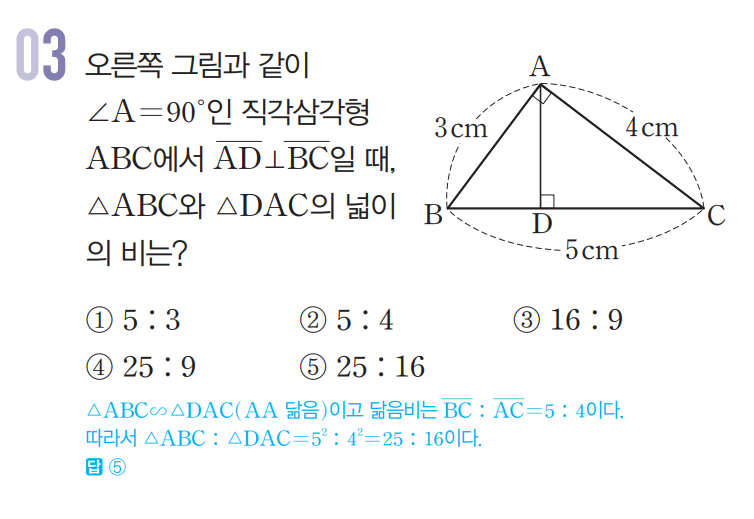 03
오른쪽 그림과 같이
∠A=90°인 직각삼각형
ABC에서 AD⊥BC일 때,
△ABC와 △DAC의 넓이
의 비는?
A
3cm
4cm
B
D
C
5cm
① 5 : 3
② 5 : 4
③ 16 : 9
④ 25 : 9
⑤ 25 : 16
△ABC∽△DAC(AA 닮음)이고 닮음비는 BC : AC=5 : 4이다.
따라서 △ABC : △DAC=5² : 4²=25 : 16이다.
답 ⑤